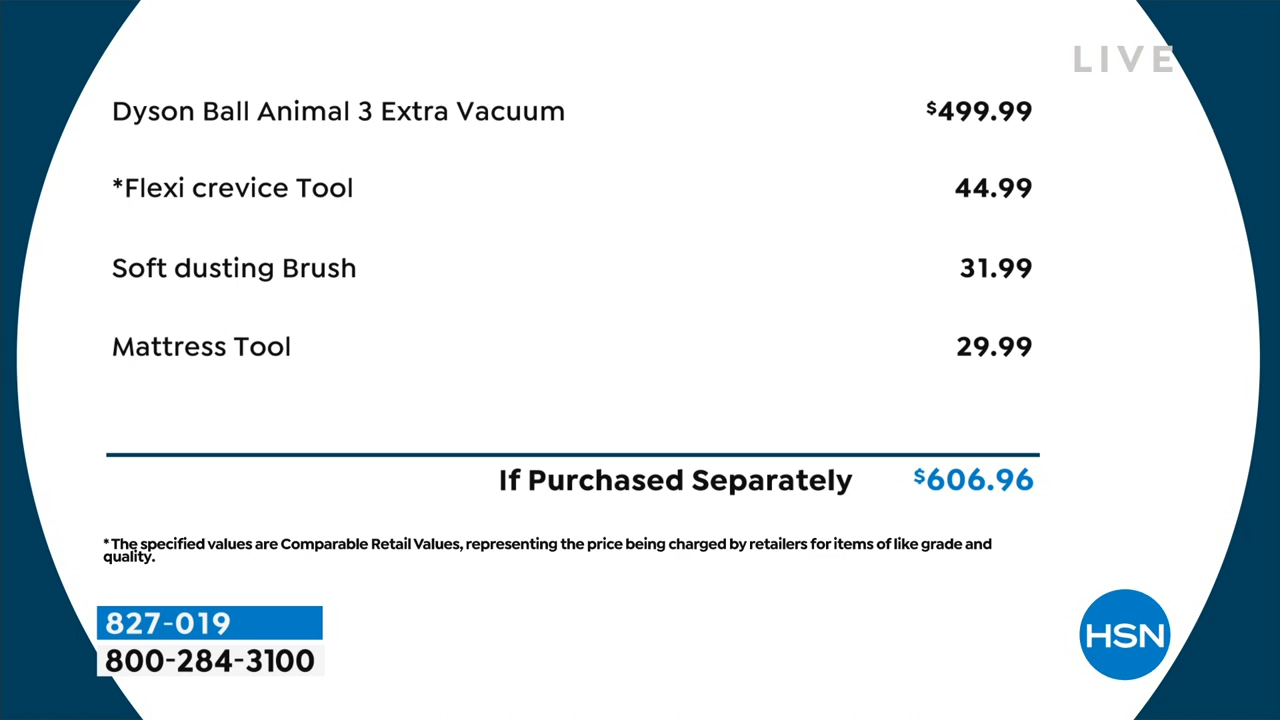 LIVE
Dyson Ball Animal 3 Extra Vacuum $499.99
*Flexi crevice Tool 44.99
Soft dusting Brush 31.99
Mattress Tool 29.99
If Purchased Separately $606.96
*The specified values are Comparable Retail Values, representing the price being charged by retailers for items of like grade and
quality.
827-019
800-284-3100
HSN